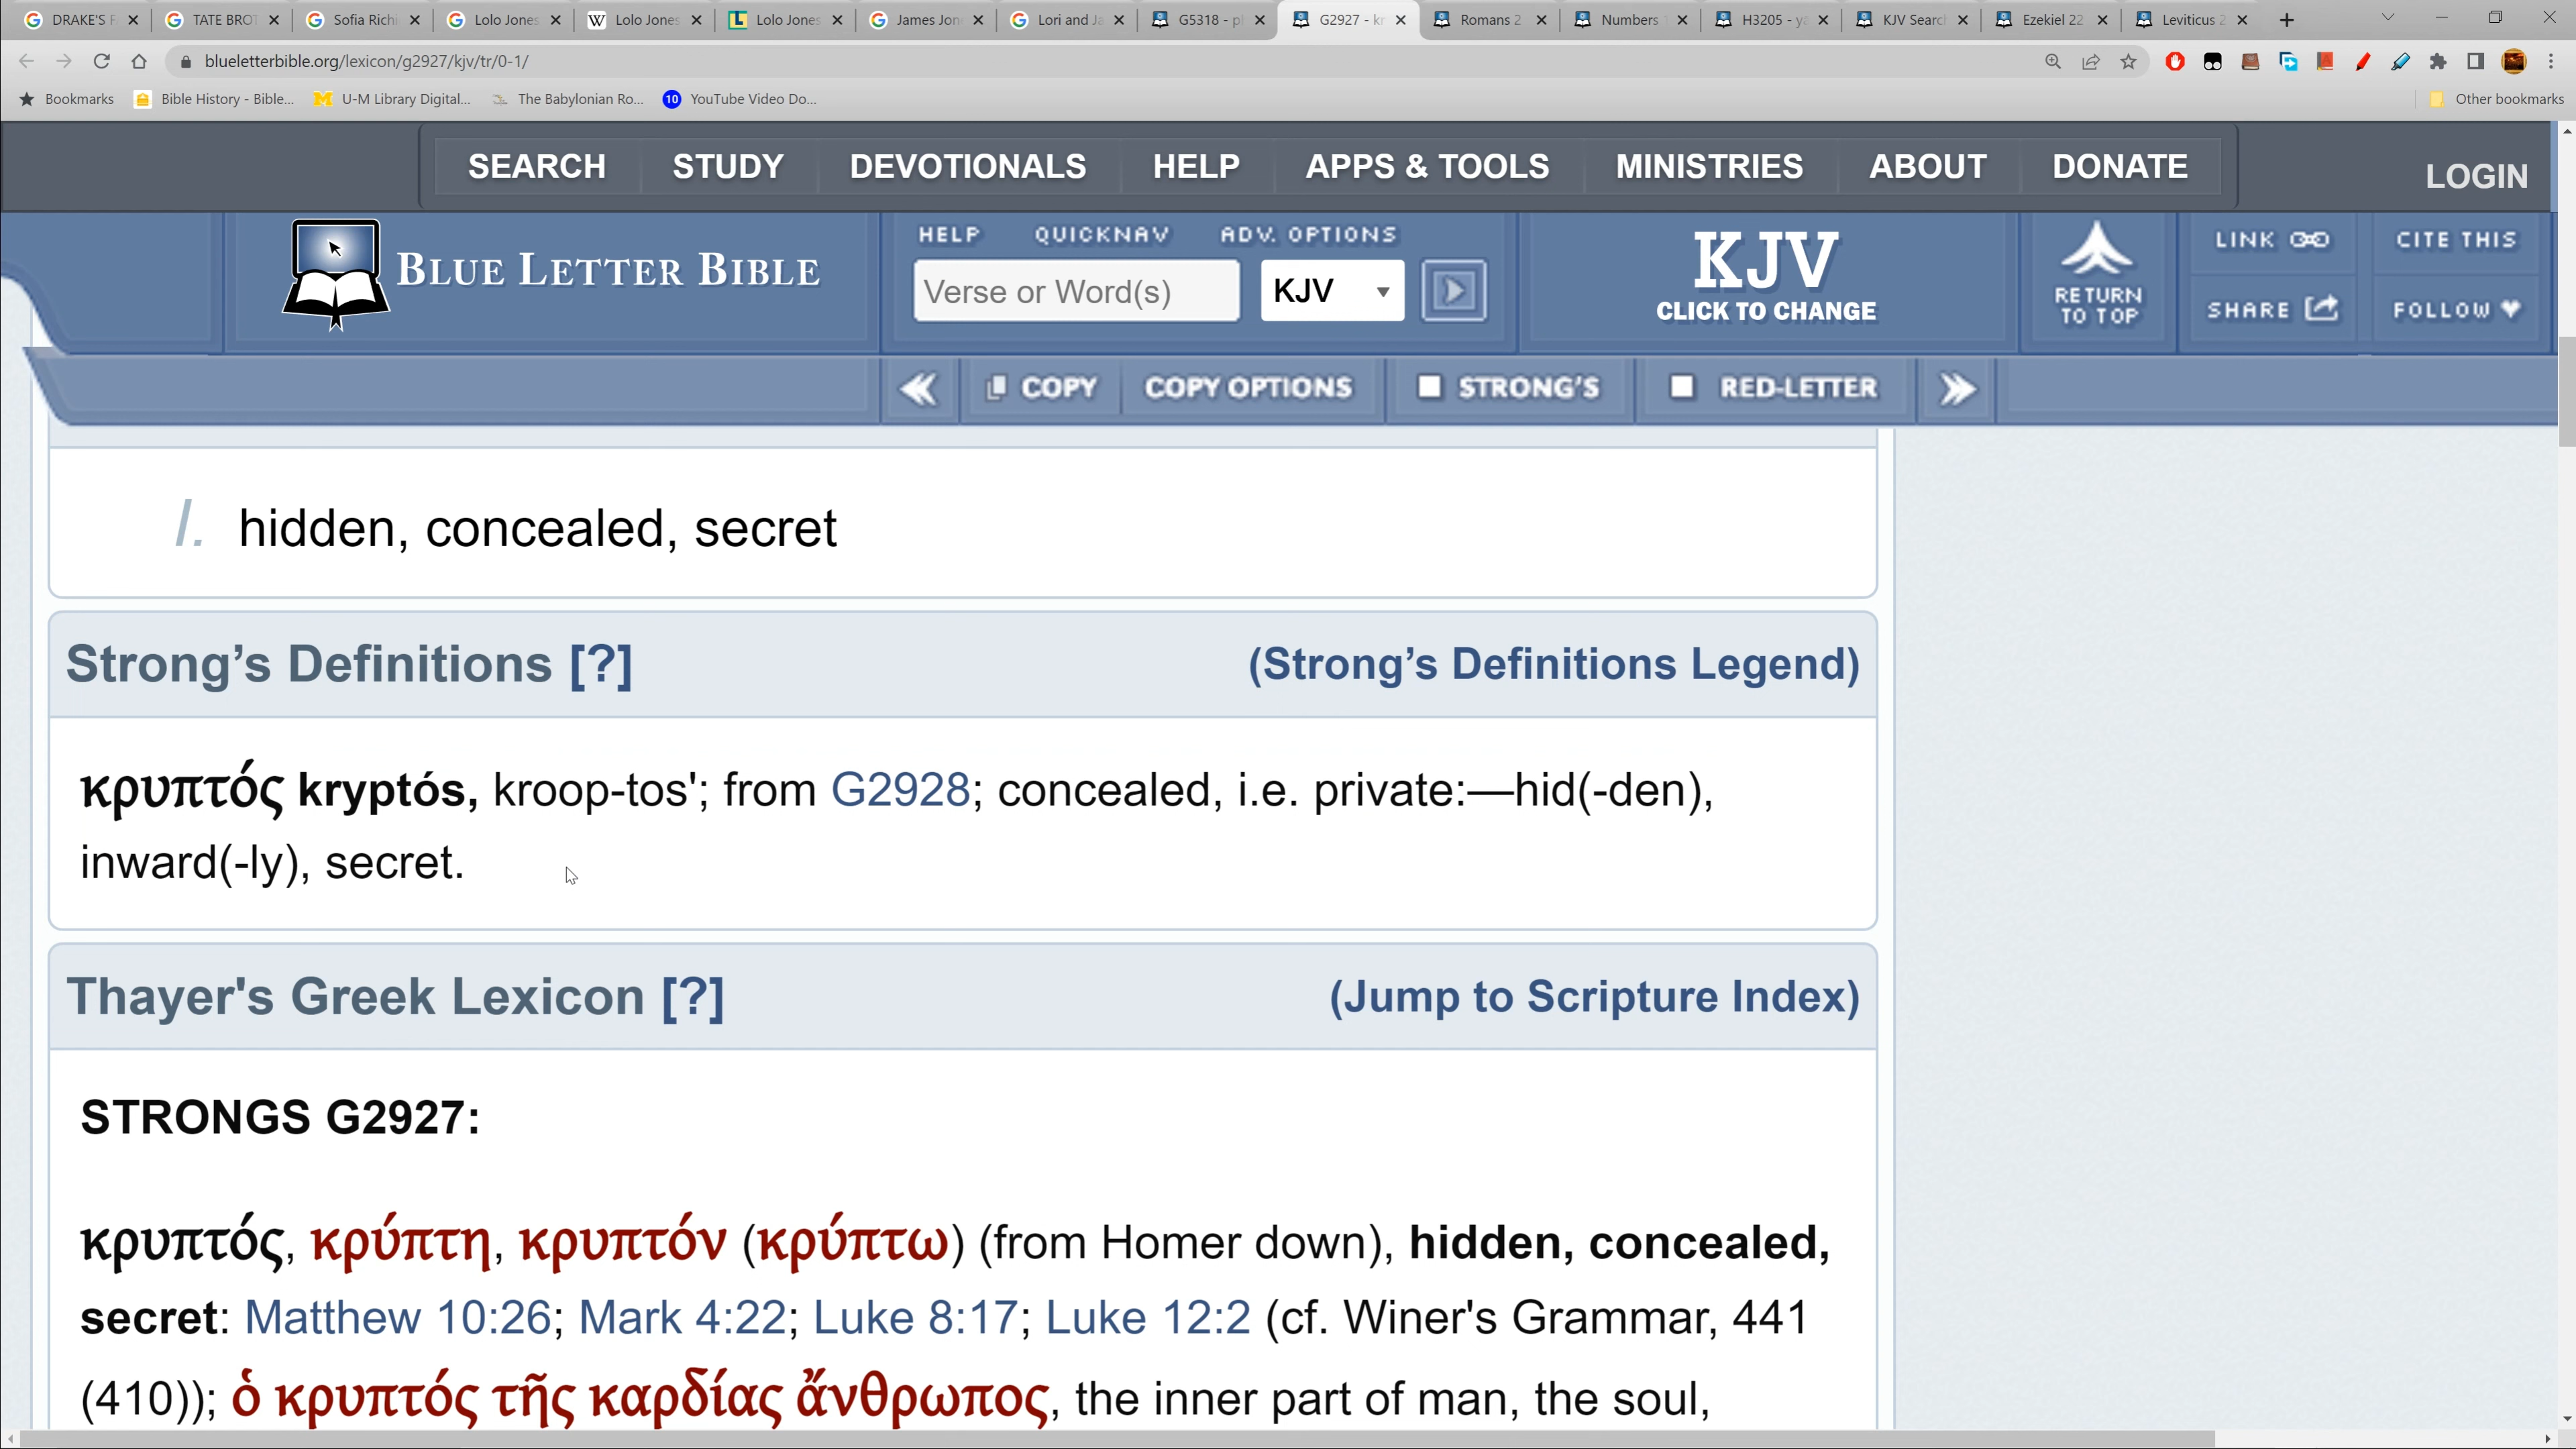 DRAKE'S F
TATE BROT
Sofia Richi
Lolo Jones
Lolo Jones
Lolo Jones
James Jon
Lori and Ja
G5318 - p
G2927 - kr
Romans 2
Numbers
H3205 - ya
KJV Searc
Ezekiel 22
Leviticus 2
blueletterbible.org/lexicon/g2927/kjv/tr/0-1/
Bookmarks
Bible History - Bible...
U-M Library Digital...
The Babylonian Ro...
10
YouTube Video Do...
Other bookmarks
SEARCH STUDY DEVOTIONALS HELP APPS & TOOLS MINISTRIES ABOUT DONATE LOGIN
BLUE LETTER BIBLE
HELP QUICKNAV ADV. OPTIONS
Verse or Word(s)
KJV
KJV
CLICK TO CHANGE
RETURN
TO TOP
LINK
CITE THIS
SHARE
FOLLOW
COPY COPY OPTIONS STRONG'S RED-LETTER
I. hidden, concealed, secret
Strong’s Definitions [?] (Strong’s Definitions Legend)
κρυπτός kryptós, kroop-tos'; from G2928; concealed, i.e. private:—hid(-den),
inward(-ly), secret.
Thayer's Greek Lexicon [?] (Jump to Scripture Index)
STRONGS G2927:
κρυπτός, κρύπτη, κρυπτόν (κρύπτω) (from Homer down), hidden, concealed,
secret: Matthew 10:26; Mark 4:22; Luke 8:17; Luke 12:2 (cf. Winer's Grammar, 441
(410)); ὁ κρυπτός τῆς καρδίας ἄνθρωπος, the inner part of man, the soul,